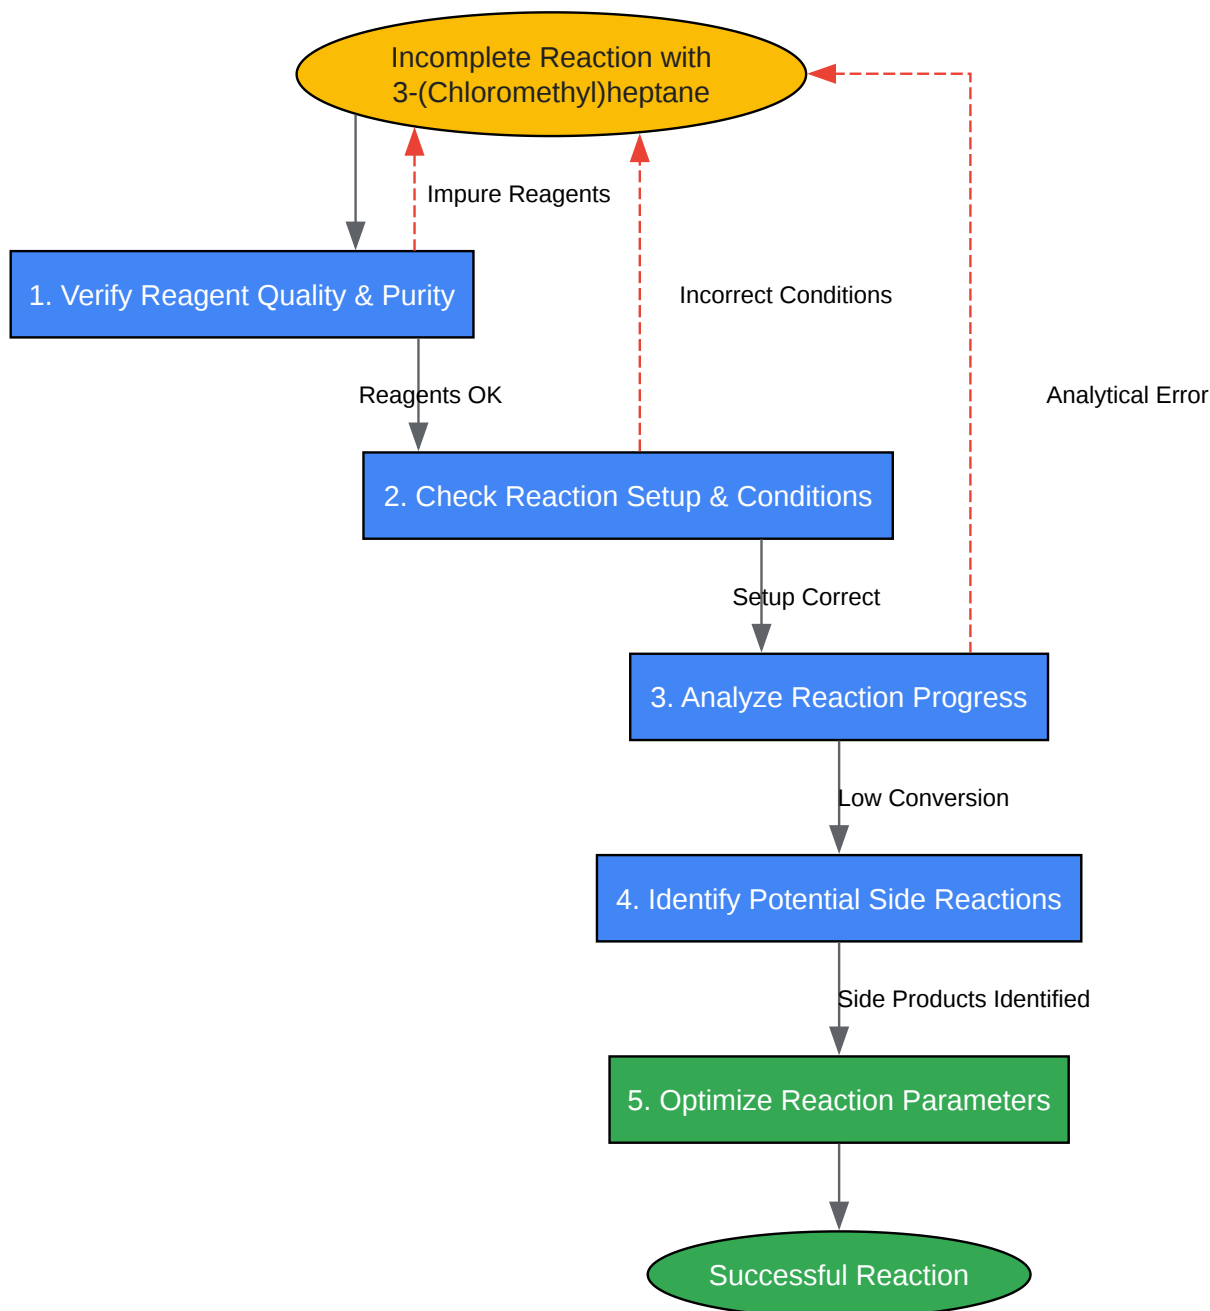 Incomplete Reaction with
3-(Chloromethyl)heptane
Impure Reagents
1. Verify Reagent Quality & Purity
Incorrect Conditions
Reagents OK
Analytical Error
2. Check Reaction Setup & Conditions
Setup Correct
3. Analyze Reaction Progress
Low Conversion
4. Identify Potential Side Reactions
Side Products Identified
5. Optimize Reaction Parameters
Successful Reaction